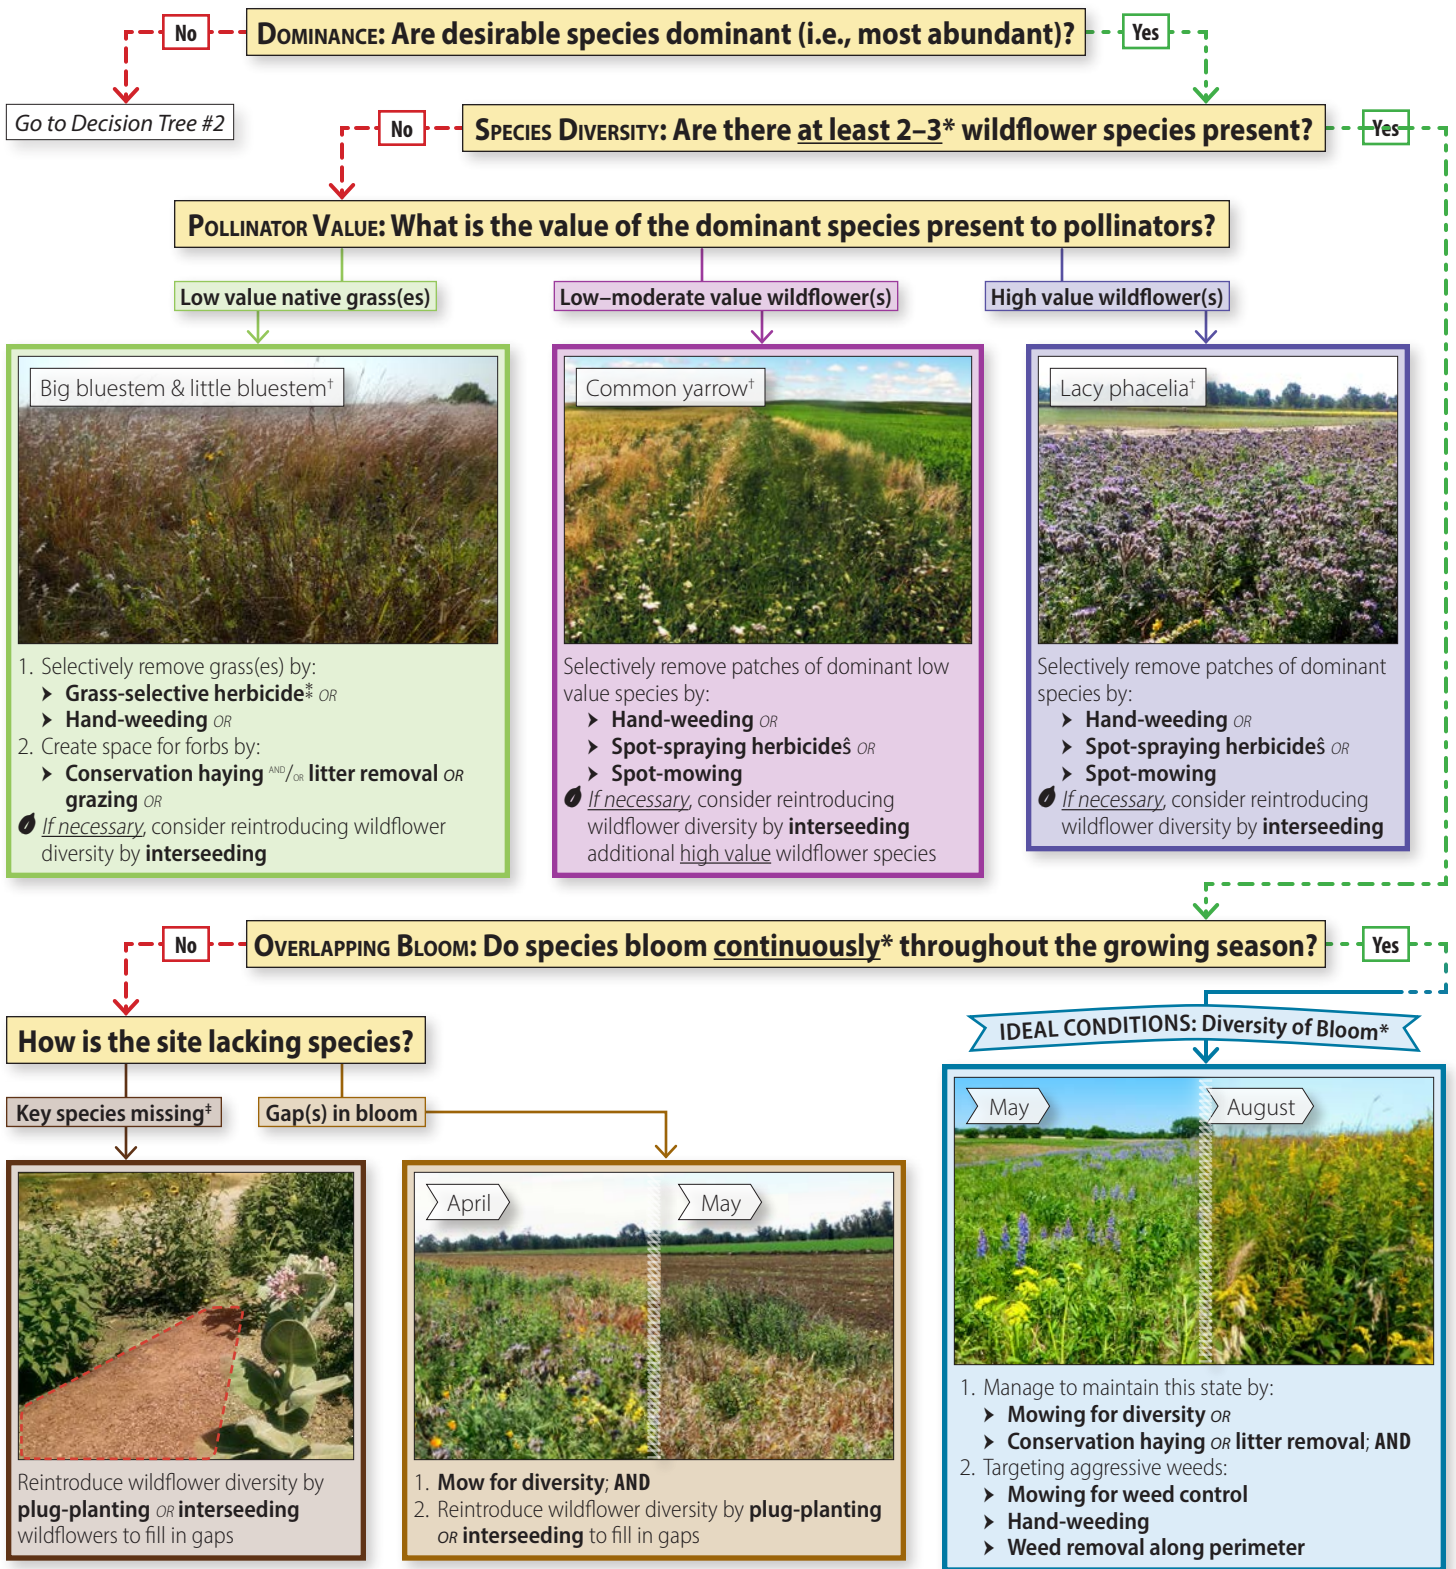 No
DOMINANCE: Are desirable species dominant (i.e., most abundant)?
Yes
Go to Decision Tree #2
No
SPECIES DIVERSITY: Are there at least 2–3* wildflower species present?
Yes
POLLINATOR VALUE: What is the value of the dominant species present to pollinators?
Low value native grass(es)
Low–moderate value wildflower(s)
High value wildflower(s)
Big bluestem & little bluestem†
1. Selectively remove grass(es) by:
➤ Grass-selective herbicide⁑ OR
➤ Hand-weeding OR
2. Create space for forbs by:
➤ Conservation haying AND/OR litter removal OR
grazing OR
If necessary, consider reintroducing wildflower
diversity by interseeding
Common yarrow†
Selectively remove patches of dominant low
value species by:
➤ Hand-weeding OR
➤ Spot-spraying herbicideŝ OR
➤ Spot-mowing
If necessary, consider reintroducing
wildflower diversity by interseeding
additional high value wildflower species
Lacy phacelia†
Selectively remove patches of dominant
species by:
➤ Hand-weeding OR
➤ Spot-spraying herbicideŝ OR
➤ Spot-mowing
If necessary, consider reintroducing
wildflower diversity by interseeding
No
OVERLAPPING BLOOM: Do species bloom continuously* throughout the growing season?
Yes
How is the site lacking species?
Key species missing‡
Gap(s) in bloom
Reintroduce wildflower diversity by
plug-planting OR interseeding
wildflowers to fill in gaps
April
May
1. Mow for diversity; AND
2. Reintroduce wildflower diversity by plug-planting
OR interseeding to fill in gaps
IDEAL CONDITIONS: Diversity of Bloom*
May
August
1. Manage to maintain this state by:
➤ Mowing for diversity OR
➤ Conservation haying OR litter removal; AND
2. Targeting aggressive weeds:
➤ Mowing for weed control
➤ Hand-weeding
➤ Weed removal along perimeter